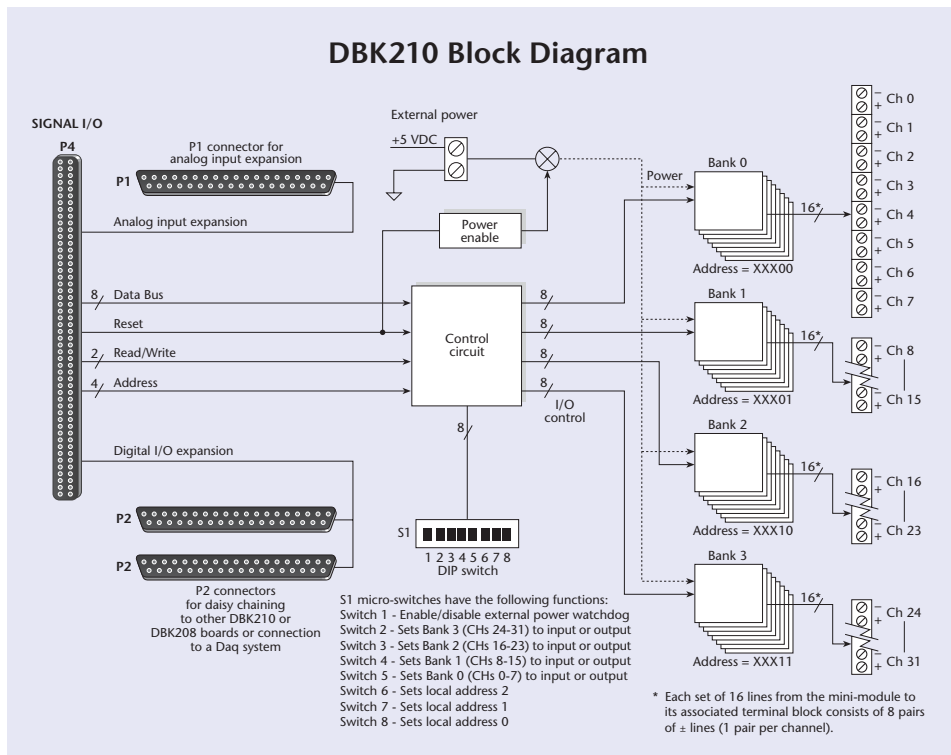 DBK210 Block Diagram
SIGNAL I/O
P4
P1 connector for
analog input expansion
P1
Analog input expansion
External power
+5 VDC
Power
enable
Power
8
Data Bus
Reset
2
Read/Write
4
Address
Control
circuit
8
8
8
8
I/O
control
8
Digital I/O expansion
P2
P2
P2 connectors
for daisy chaining
to other DBK210 or
DBK208 boards or connection
to a Daq system
S1
1 2 3 4 5 6 7 8
DIP switch
S1 micro-switches have the following functions:
Switch 1 - Enable/disable external power watchdog
Switch 2 - Sets Bank 3 (CHs 24-31) to input or output
Switch 3 - Sets Bank 2 (CHs 16-23) to input or output
Switch 4 - Sets Bank 1 (CHs 8-15) to input or output
Switch 5 - Sets Bank 0 (CHs 0-7) to input or output
Switch 6 - Sets local address 2
Switch 7 - Sets local address 1
Switch 8 - Sets local address 0
Bank 0
16*
Address = XXX00
– Ch 0
+
– Ch 1
+
– Ch 2
+
– Ch 3
+
– Ch 4
+
– Ch 5
+
– Ch 6
+
– Ch 7
+
Bank 1
16*
Address = XXX01
– Ch 8
+ Ch 15
Bank 2
16*
Address = XXX10
– Ch 16
+ Ch 23
Bank 3
16*
Address = XXX11
– Ch 24
+ Ch 31
* Each set of 16 lines from the mini-module to
its associated terminal block consists of 8 pairs
of ± lines (1 pair per channel).